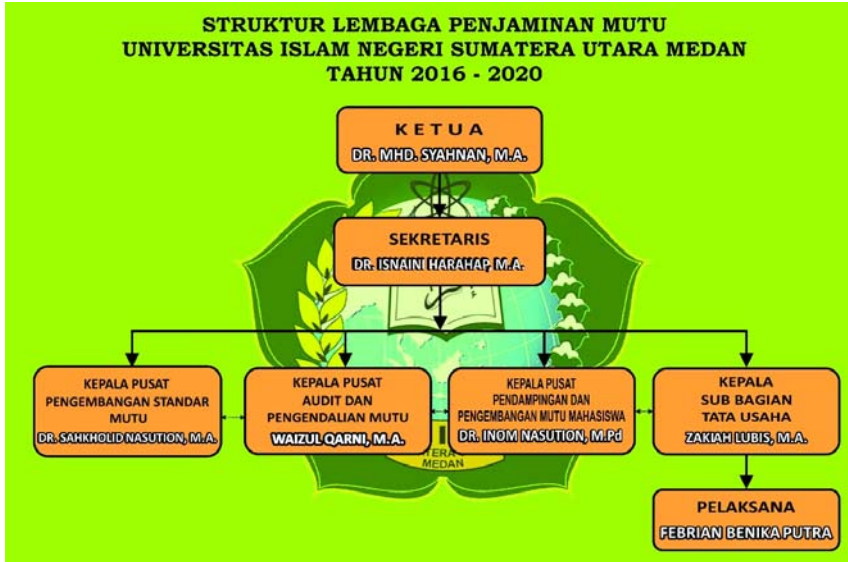 STRUKTUR LEMBAGA PENJAMINAN MUTU
UNIVERSITAS ISLAM NEGERI SUMATERA UTARA MEDAN
TAHUN 2016 - 2020
K E T U A
DR. MHD. SYAHNAN, M.A.
SEKRETARIS
DR. ISNAINI HARAHAP, M.A.
KEPALA PUSAT
PENGEMBANGAN STANDAR
MUTU
DR. SAHKHOLID NASUTION, M.A.
KEPALA PUSAT
AUDIT DAN
PENGENDALIAN MUTU
WAIZUL QARNI, M.A.
KEPALA PUSAT
PENDAMPINGAN DAN
PENGEMBANGAN MUTU MAHASISWA
DR. INOM NASUTION, M.Pd
KEPALA
SUB BAGIAN
TATA USAHA
ZAKIAH LUBIS, M.A.
MEDAN
PELAKSANA
FEBRIAN BENIKA PUTRA